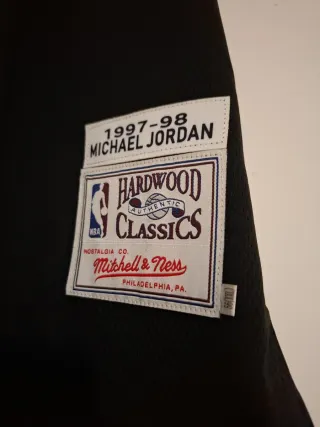 1997-98
MICHAEL JORDAN
HARDWOOD
AUTHENTIC
CLASSICS
NBA
NOSTALGIA CO.
Mitchell & Ness
PHILADELPHIA, PA.